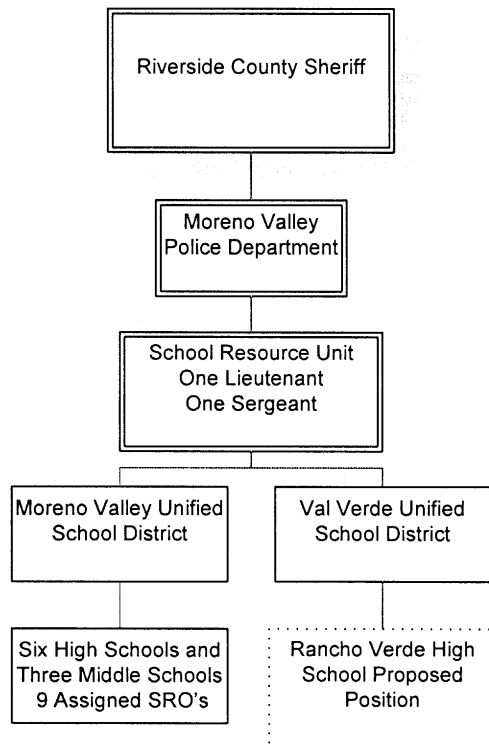 Riverside County Sheriff
Moreno Valley
Police Department
School Resource Unit
One Lieutenant
One Sergeant
Moreno Valley Unified
School District
Val Verde Unified
School District
Six High Schools and
Three Middle Schools
9 Assigned SRO's
Rancho Verde High
School Proposed
Position